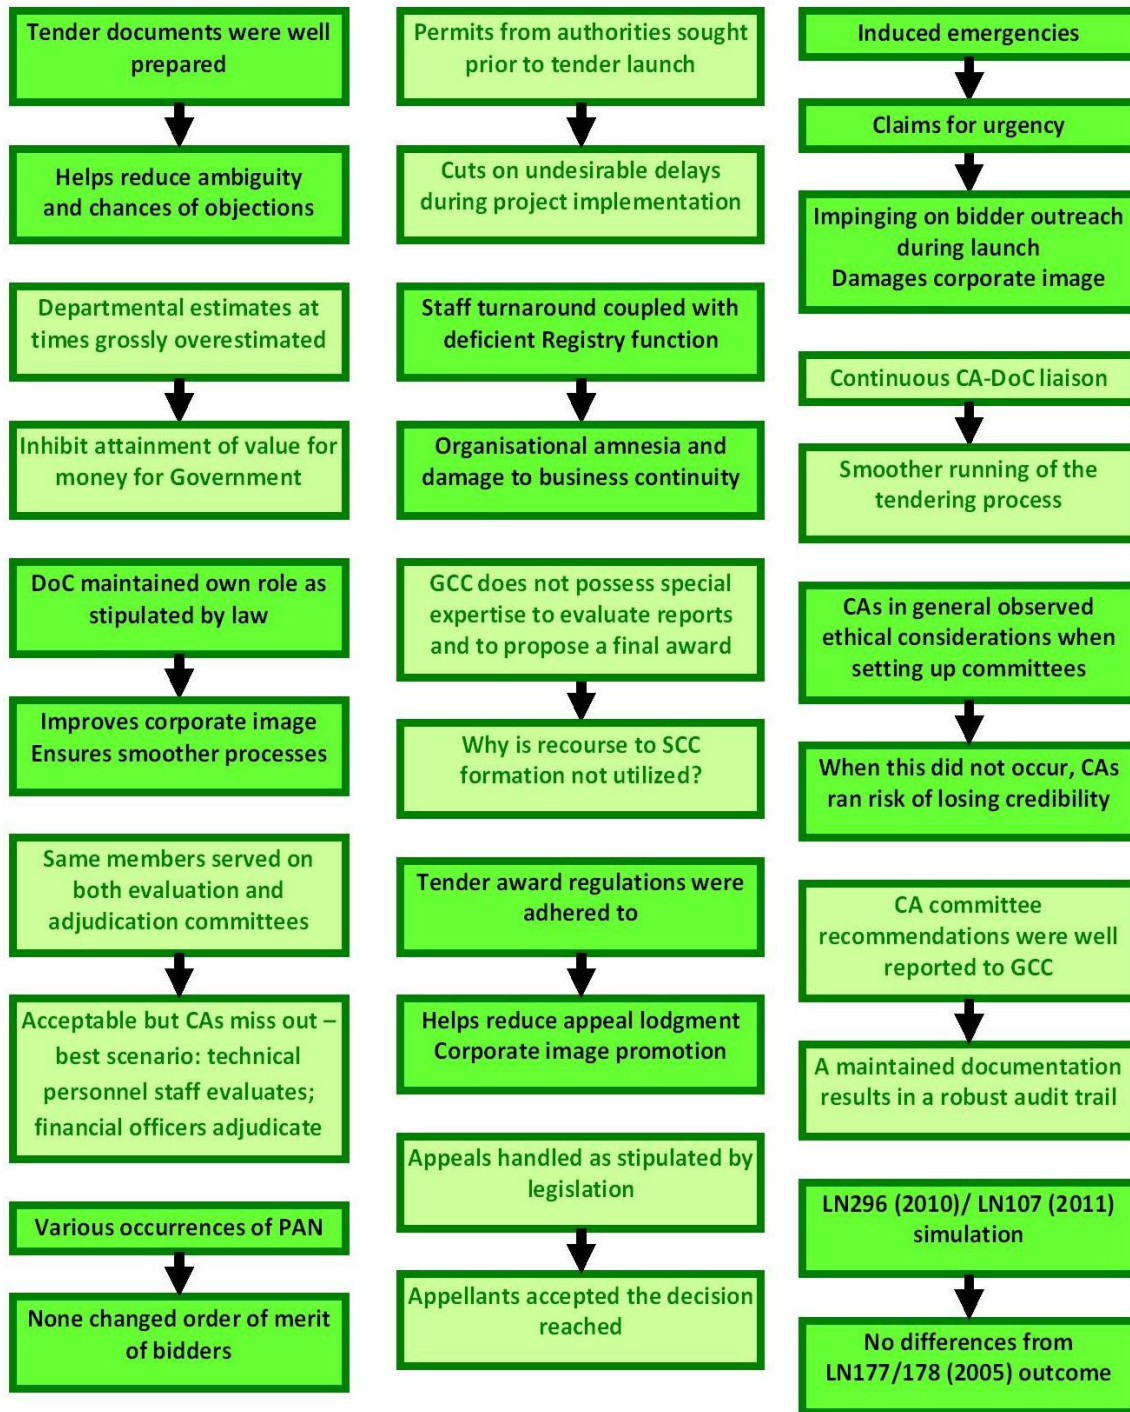 Tender documents were well
prepared
Helps reduce ambiguity
and chances of objections
Departmental estimates at
times grossly overestimated
Inhibit attainment of value for
money for Government
DoC maintained own role as
stipulated by law
Improves corporate image
Ensures smoother processes
Same members served on
both evaluation and
adjudication committees
Acceptable but CAs miss out –
best scenario: technical
personnel staff evaluates;
financial officers adjudicate
Various occurrences of PAN
None changed order of merit
of bidders
Permits from authorities sought
prior to tender launch
Cuts on undesirable delays
during project implementation
Staff turnaround coupled with
deficient Registry function
Organisational amnesia and
damage to business continuity
GCC does not possess special
expertise to evaluate reports
and to propose a final award
Why is recourse to SCC
formation not utilized?
Tender award regulations were
adhered to
Helps reduce appeal lodgment
Corporate image promotion
Appeals handled as stipulated by
legislation
Appellants accepted the decision
reached
Induced emergencies
Claims for urgency
Impinging on bidder outreach
during launch
Damages corporate image
Continuous CA-DoC liaison
Smoother running of the
tendering process
CAs in general observed
ethical considerations when
setting up committees
When this did not occur, CAs
ran risk of losing credibility
CA committee
recommendations were well
reported to GCC
A maintained documentation
results in a robust audit trail
LN296 (2010)/ LN107 (2011)
simulation
No differences from
LN177/178 (2005) outcome